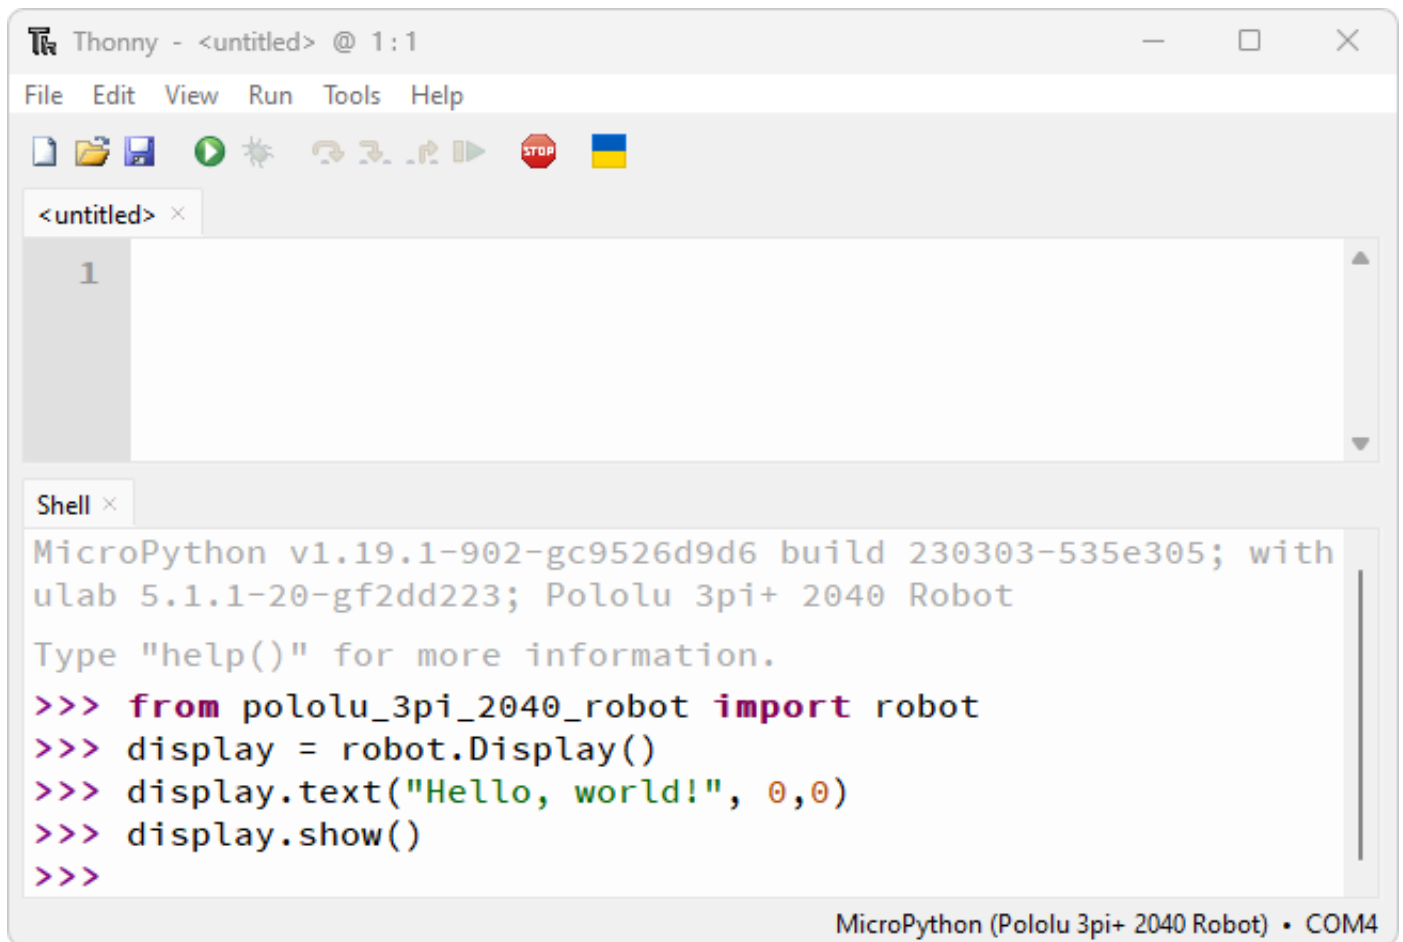 Thonny - <untitled> @ 1:1
File Edit View Run Tools Help
STOP
<untitled> ×
1
Shell ×
MicroPython v1.19.1-902-gc9526d9d6 build 230303-535e305; with
ulab 5.1.1-20-gf2dd223; Pololu 3pi+ 2040 Robot
Type "help()" for more information.
>>> from pololu_3pi_2040_robot import robot
>>> display = robot.Display()
>>> display.text("Hello, world!", 0,0)
>>> display.show()
>>>
MicroPython (Pololu 3pi+ 2040 Robot) • COM4